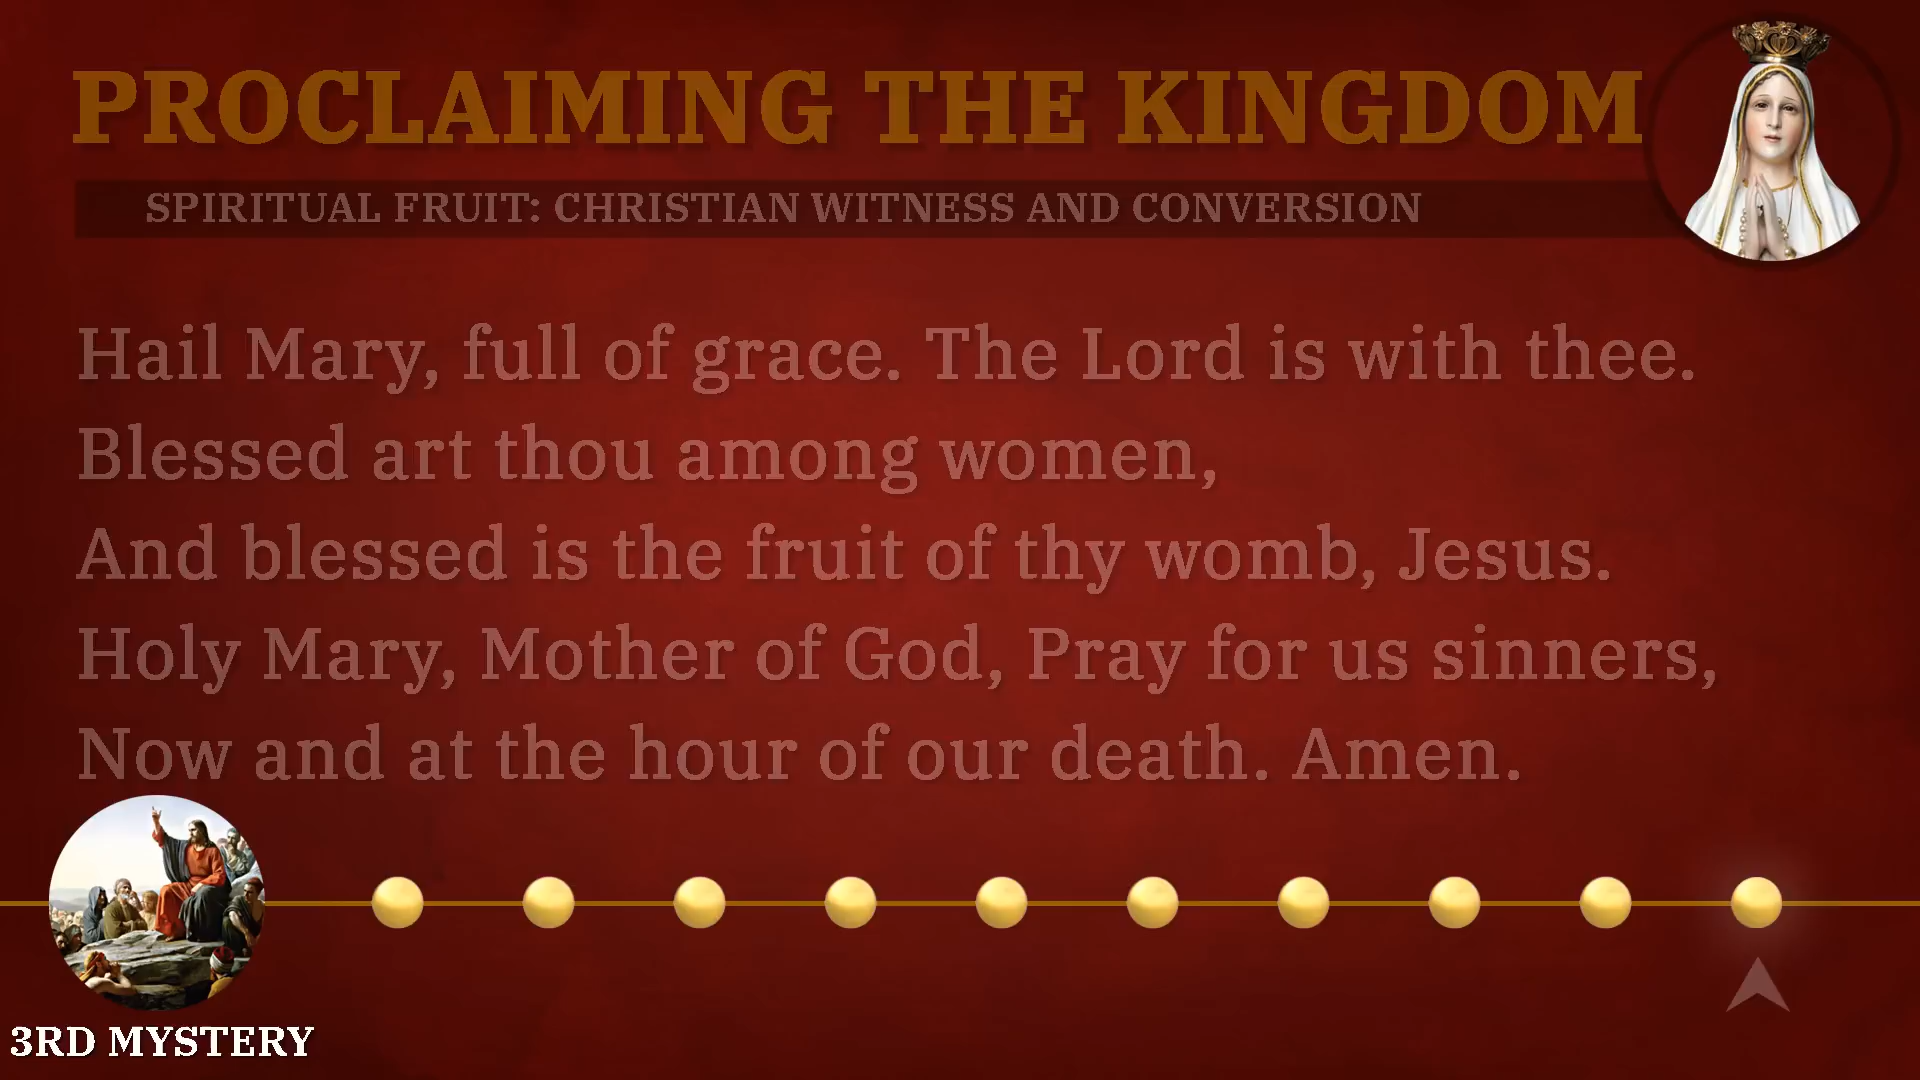 PROCLAIMING THE KINGDOM
SPIRITUAL FRUIT: CHRISTIAN WITNESS AND CONVERSION
Hail Mary, full of grace. The Lord is with thee.
Blessed art thou among women,
And blessed is the fruit of thy womb, Jesus.
Holy Mary, Mother of God, Pray for us sinners,
Now and at the hour of our death. Amen.
3RD MYSTERY